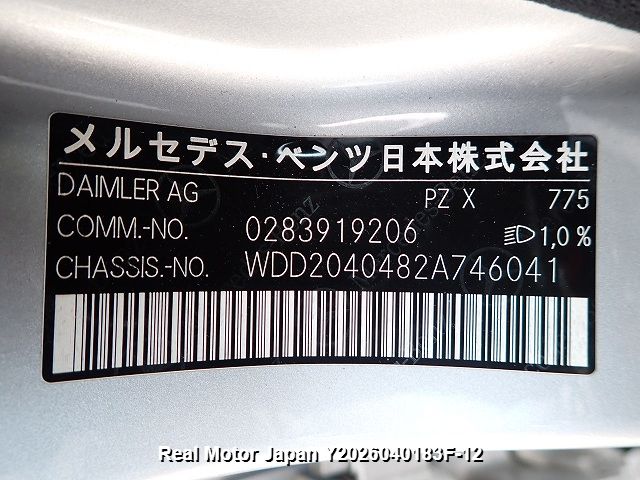 メルセデス・ベンツ日本株式会社
DAIMLER AG PZ X 775
COMM.-NO. 0283919206 1,0%
CHASSIS.-NO. WDD2040482A746041
Real Motor Japan Y2026040183F-12